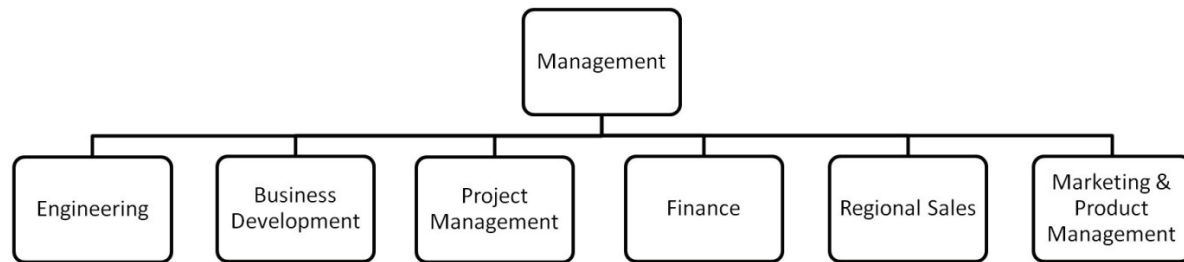 Management
Engineering
Business
Development
Project
Management
Finance
Regional Sales
Marketing &
Product
Management